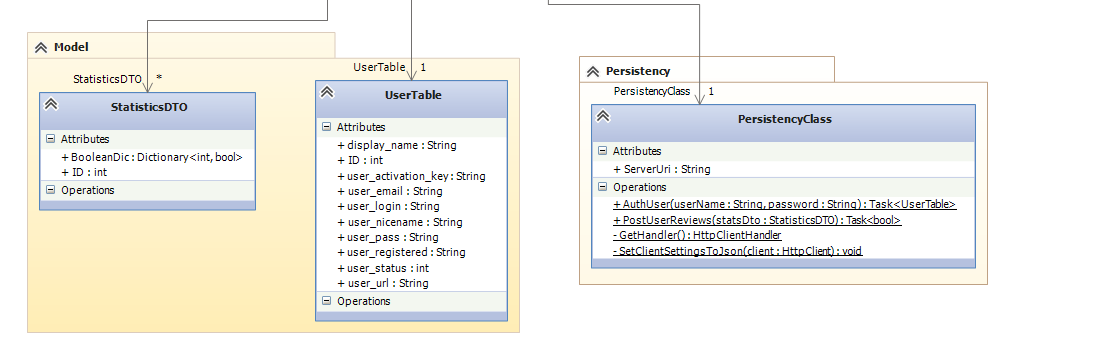 Model
StatisticsDTO *
StatisticsDTO
Attributes
+ BooleanDic : Dictionary<int, bool>
+ ID : int
Operations
UserTable 1
UserTable
Attributes
+ display_name : String
+ ID : int
+ user_activation_key : String
+ user_email : String
+ user_login : String
+ user_nicename : String
+ user_pass : String
+ user_registered : String
+ user_status : int
+ user_url : String
Operations
Persistency
PersistencyClass 1
PersistencyClass
Attributes
+ ServerUri : String
Operations
+ AuthUser(userName : String, password : String) : Task<UserTable>
+ PostUserReviews(statsDto : StatisticsDTO) : Task<bool>
- GetHandler() : HttpClientHandler
- SetClientSettingsToJson(client : HttpClient) : void